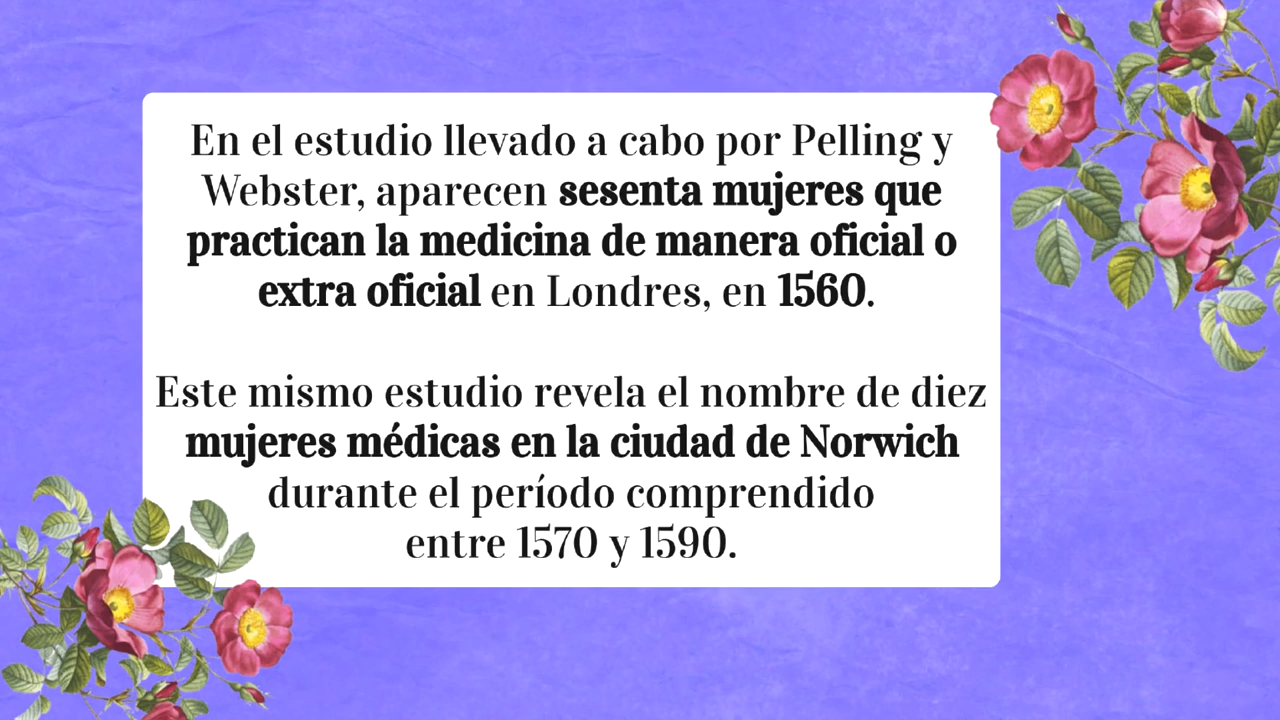 En el estudio llevado a cabo por Pelling y
Webster, aparecen sesenta mujeres que
practican la medicina de manera oficial o
extra oficial en Londres, en 1560.
Este mismo estudio revela el nombre de diez
mujeres médicas en la ciudad de Norwich
durante el período comprendido
entre 1570 y 1590.